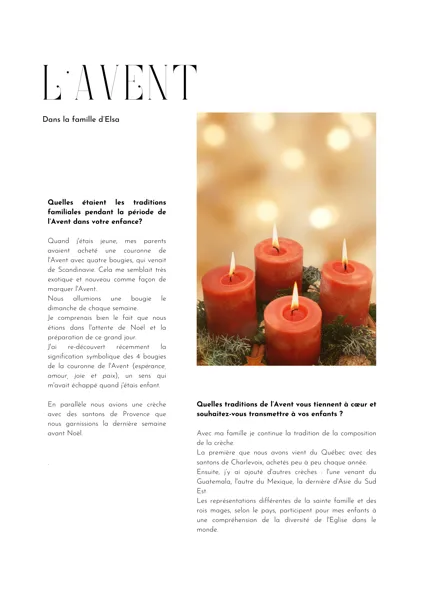 L'AVENT
Dans la famille d'Elsa
Quelles étaient les traditions
familiales pendant la période de
l'Avent dans votre enfance?
Quand j'étais jeune, mes parents
avaient acheté une couronne de
l'Avent avec quatre bougies, qui venait
de Scandinavie. Cela me semblait très
exotique et nouveau comme façon de
marquer l'Avent.
Nous allumions une bougie le
dimanche de chaque semaine.
Je comprenais bien le fait que nous
étions dans l'attente de Noël et la
préparation de ce grand jour.
J'ai re-découvert récemment la
signification symbolique des 4 bougies
de la couronne de l'Avent (espérance,
amour, joie et paix), un sens qui
m'avait échappé quand j'étais enfant.
En parallèle nous avions une crèche
avec des santons de Provence que
nous garnissions la dernière semaine
avant Noël.
Quelles traditions de l'Avent vous tiennent à cœur et
souhaitez-vous transmettre à vos enfants ?
Avec ma famille je continue la tradition de la composition
de la crèche.
La première que nous avons vient du Québec avec des
santons de Charlevoix, achetés peu à peu chaque année.
Ensuite, j'y ai ajouté d'autres crèches : l'une venant du
Guatemala, l'autre du Mexique, la dernière d'Asie du Sud
Est.
Les représentations différentes de la sainte famille et des
rois mages, selon le pays, participent pour mes enfants à
une compréhension de la diversité de l'Eglise dans le
monde.